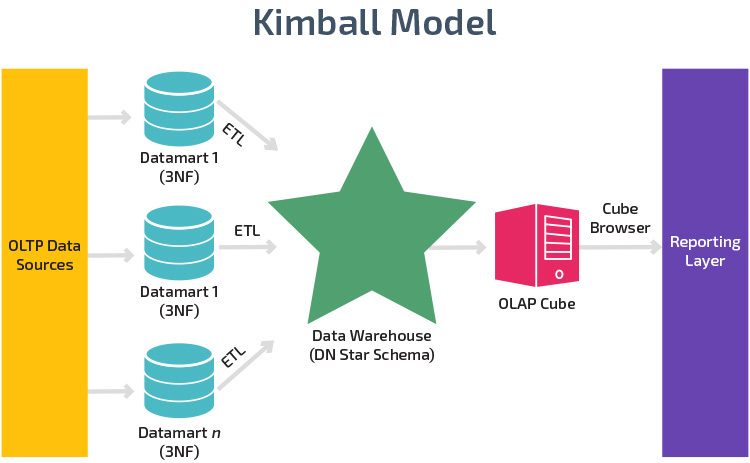 Kimball Model
OLTP Data
Sources
Datamart 1
(3NF)
ETL
Datamart 1
(3NF)
ETL
Datamart n
(3NF)
ETL
Data Warehouse
(DN Star Schema)
OLAP Cube
Cube
Browser
Reporting
Layer